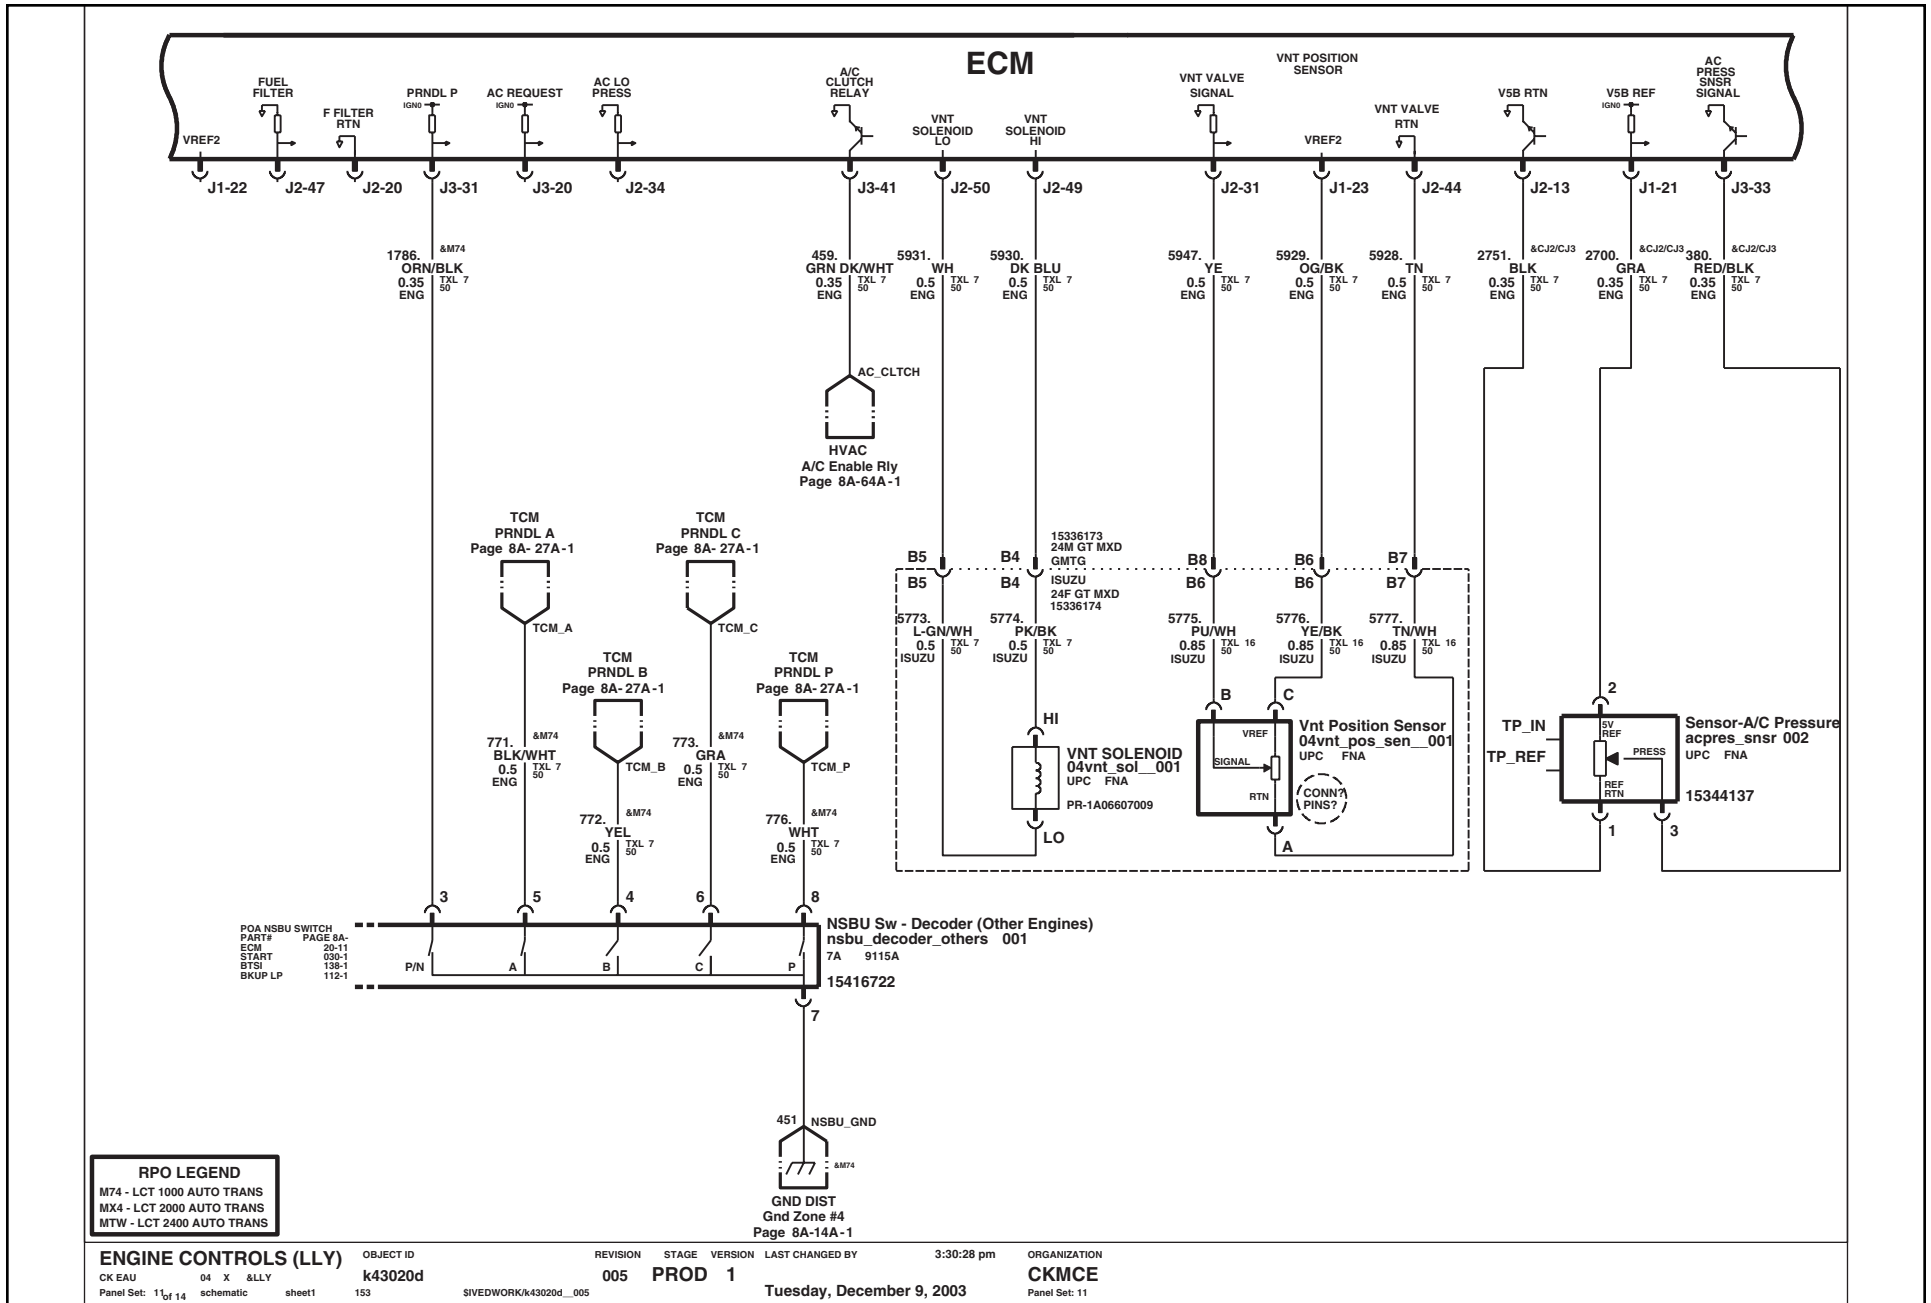 ECM
FUEL
FILTER
F FILTER
RTN
PRNDL P
IGN0
AC REQUEST
IGN0
AC LO
PRESS
A/C
CLUTCH
RELAY
VNT
SOLENOID
LO
VNT
SOLENOID
HI
VNT VALVE
SIGNAL
VNT POSITION
SENSOR
VREF2
VNT VALVE
RTN
V5B RTN
V5B REF
IGN0
AC
PRESS
SNSR
SIGNAL
VREF2
J1-22
J2-47
J2-20
J3-31
J3-20
J2-34
J3-41
J2-50
J2-49
J2-31
J1-23
J2-44
J2-13
J1-21
J3-33
1786. &M74
ORN/BLK
0.35 TXL 7
ENG 50
459.
GRN DK/WHT
0.35 TXL 7
ENG 50
5931.
WH
0.5 TXL 7
ENG 50
5930.
DK BLU
0.5 TXL 7
ENG 50
5947.
YE
0.5 TXL 7
ENG 50
5929.
OG/BK
0.5 TXL 7
ENG 50
5928.
TN
0.5 TXL 7
ENG 50
2751. &CJ2/CJ3
BLK
0.35 TXL 7
ENG 50
2700. &CJ2/CJ3
GRA
0.35 TXL 7
ENG 50
380. &CJ2/CJ3
RED/BLK
0.35 TXL 7
ENG 50
AC_CLTCH
HVAC
A/C Enable Rly
Page 8A-64A-1
TCM
PRNDL A
Page 8A- 27A-1
TCM_A
TCM
PRNDL C
Page 8A- 27A-1
TCM_C
TCM
PRNDL B
Page 8A- 27A-1
TCM_B
TCM
PRNDL P
Page 8A- 27A-1
TCM_P
771. &M74
BLK/WHT
0.5 TXL 7
ENG 50
773. &M74
GRA
0.5 TXL 7
ENG 50
772. &M74
YEL
0.5 TXL 7
ENG 50
776. &M74
WHT
0.5 TXL 7
ENG 50
B5
B5
B4
B4
15336173
24M GT MXD
GMTG
ISUZU
24F GT MXD
15336174
B8
B6
B6
B6
B7
B7
5773.
L-GN/WH
0.5 TXL 7
ISUZU 50
5774.
PK/BK
0.5 TXL 7
ISUZU 50
5775.
PU/WH
0.85 TXL 16
ISUZU 50
5776.
YE/BK
0.85 TXL 16
ISUZU 50
5777.
TN/WH
0.85 TXL 16
ISUZU 50
HI
VNT SOLENOID
04vnt_sol__001
UPC FNA
PR-1A06607009
LO
B
C
VREF
SIGNAL
RTN
A
Vnt Position Sensor
04vnt_pos_sen__001
UPC FNA
CONN?
PINS?
TP_IN
TP_REF
2
5V
REF
PRESS
REF
RTN
1
3
Sensor-A/C Pressure
acpres_snsr 002
UPC FNA
15344137
3
5
4
6
8
POA NSBU SWITCH
PART# PAGE 8A-
ECM 20-11
START 030-1
BTSI 138-1
BKUP LP 112-1
P/N
A
B
C
P
NSBU Sw - Decoder (Other Engines)
nsbu_decoder_others 001
7A 9115A
15416722
7
451 NSBU_GND
&M74
GND DIST
Gnd Zone #4
Page 8A-14A-1
RPO LEGEND
M74 - LCT 1000 AUTO TRANS
MX4 - LCT 2000 AUTO TRANS
MTW - LCT 2400 AUTO TRANS
ENGINE CONTROLS (LLY)
CK EAU 04 X &LLY
Panel Set: 11 of 14 schematic sheet1
OBJECT ID
k43020d
153
$IVEDWORK/k43020d__005
REVISION STAGE VERSION LAST CHANGED BY 3:30:28 pm
005 PROD 1
Tuesday, December 9, 2003
ORGANIZATION
CKMCE
Panel Set: 11